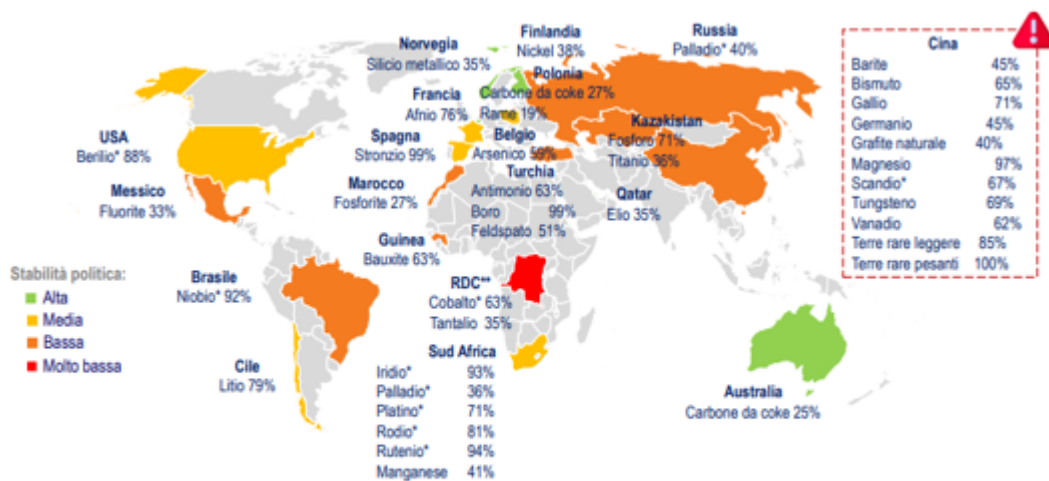 Norvegia
Silicio metallico 35%
Finlandia
Nickel 38%
Russia
Palladio* 40%
Polonia
Carbone da coke 27%
Rame 19%
Francia
Afnio 76%
USA
Berilio* 88%
Spagna
Stronzio 99%
Belgio
Arsenico 59%
Kazakistan
Fosforo 71%
Titanio 36%
Messico
Fluorite 33%
Marocco
Fosforite 27%
Turchia
Antimonio 63%
Boro 99%
Feldspato 51%
Qatar
Elio 35%
Guinea
Bauxite 63%
Brasile
Niobio* 92%
RDC**
Cobalto* 63%
Tantalio 35%
Cile
Litio 79%
Sud Africa
Iridio* 93%
Palladio* 36%
Platino* 71%
Rodio* 81%
Rutenio* 94%
Manganese 41%
Australia
Carbone da coke 25%
Cina
Barite 45%
Bismuto 65%
Gallio 71%
Germanio 45%
Grafite naturale 40%
Magnesio 97%
Scandio* 67%
Tungsteno 69%
Vanadio 62%
Terre rare leggere 85%
Terre rare pesanti 100%
Stabilità politica:
Alta
Media
Bassa
Molto bassa